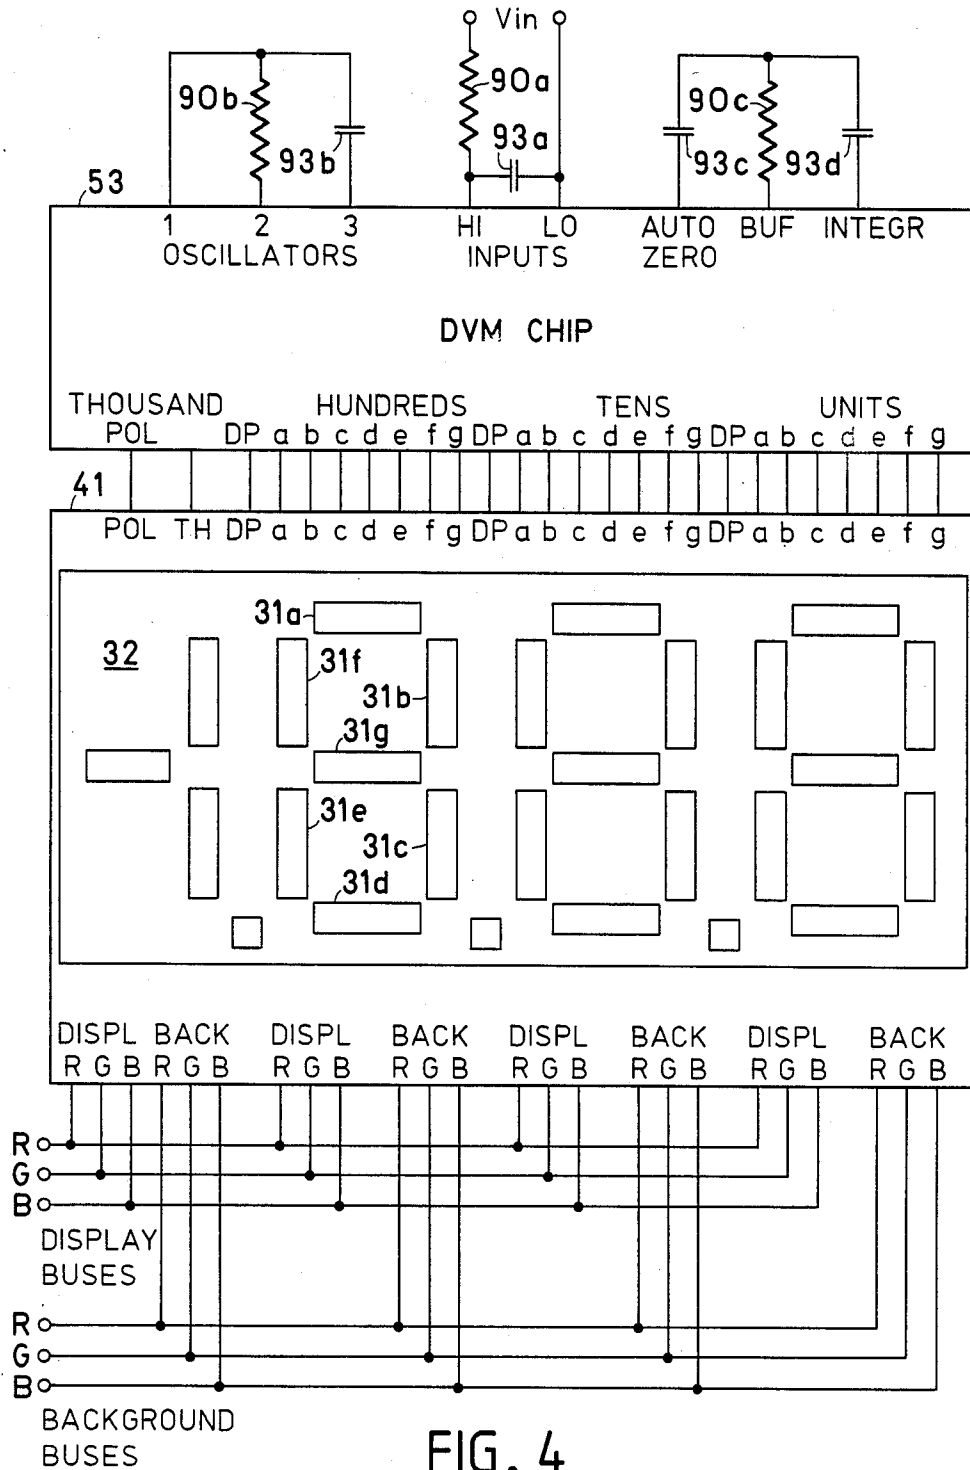 Vin
90b
93b
90a
93a
90c
93c
93d
53
1 2 3
OSCILLATORS
HI LO
INPUTS
AUTO ZERO BUF INTEGR
DVM CHIP
THOUSAND HUNDREDS TENS UNITS
POL DP a b c d e f g DP a b c d e f g DP a b c d e f g
41
POL TH DP a b c d e f g DP a b c d e f g DP a b c d e f g
32
31a
31f
31b
31g
31e
31c
31d
DISPL BACK DISPL BACK DISPL BACK DISPL BACK
R G B R G B R G B R G B R G B R G B R G B R G B
R
G
B
DISPLAY
BUSES
R
G
B
BACKGROUND
BUSES
FIG. 4